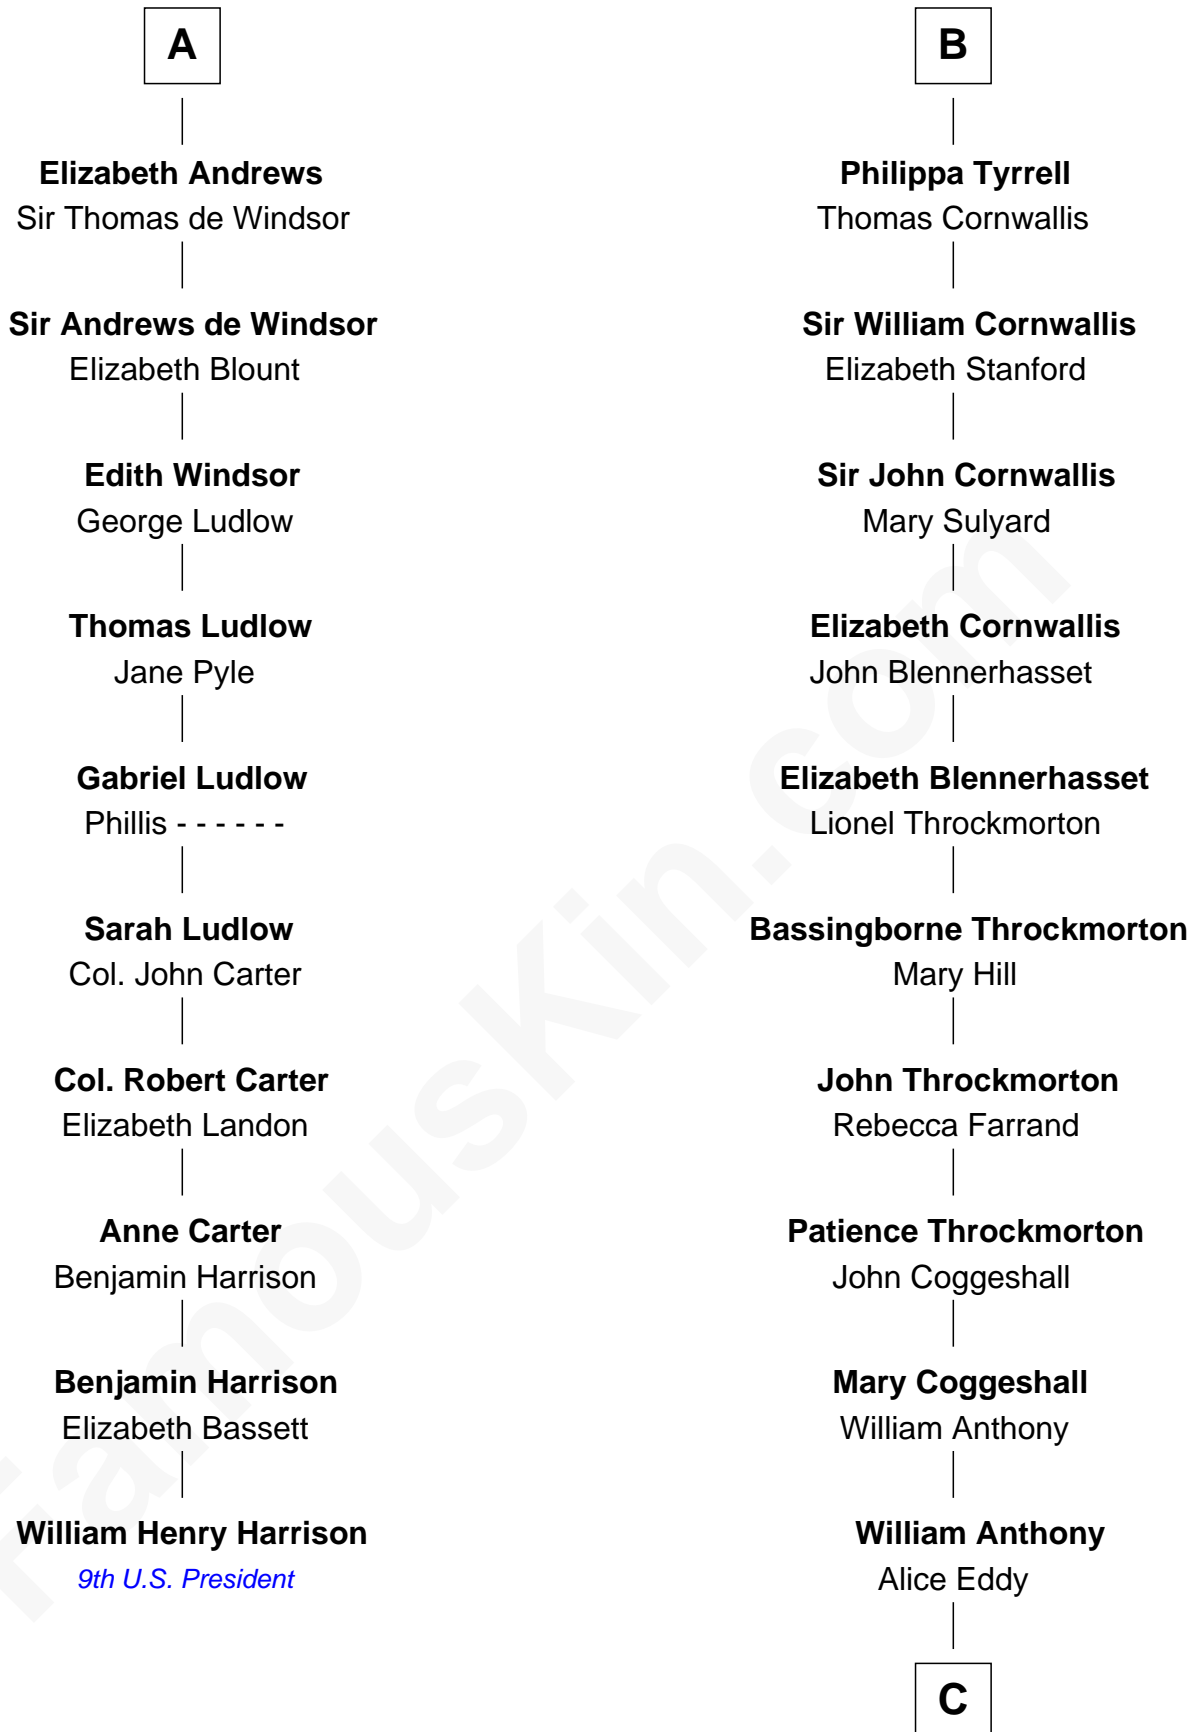 A
Elizabeth Andrews
Sir Thomas de Windsor
Sir Andrews de Windsor
Elizabeth Blount
Edith Windsor
George Ludlow
Thomas Ludlow
Jane Pyle
Gabriel Ludlow
Phillis - - - - - -
Sarah Ludlow
Col. John Carter
Col. Robert Carter
Elizabeth Landon
Anne Carter
Benjamin Harrison
Benjamin Harrison
Elizabeth Bassett
William Henry Harrison
9th U.S. President
B
Philippa Tyrrell
Thomas Cornwallis
Sir William Cornwallis
Elizabeth Stanford
Sir John Cornwallis
Mary Sulyard
Elizabeth Cornwallis
John Blennerhasset
Elizabeth Blennerhasset
Lionel Throckmorton
Bassingborne Throckmorton
Mary Hill
John Throckmorton
Rebecca Farrand
Patience Throckmorton
John Coggeshall
Mary Coggeshall
William Anthony
William Anthony
Alice Eddy
C
FamousKin.com